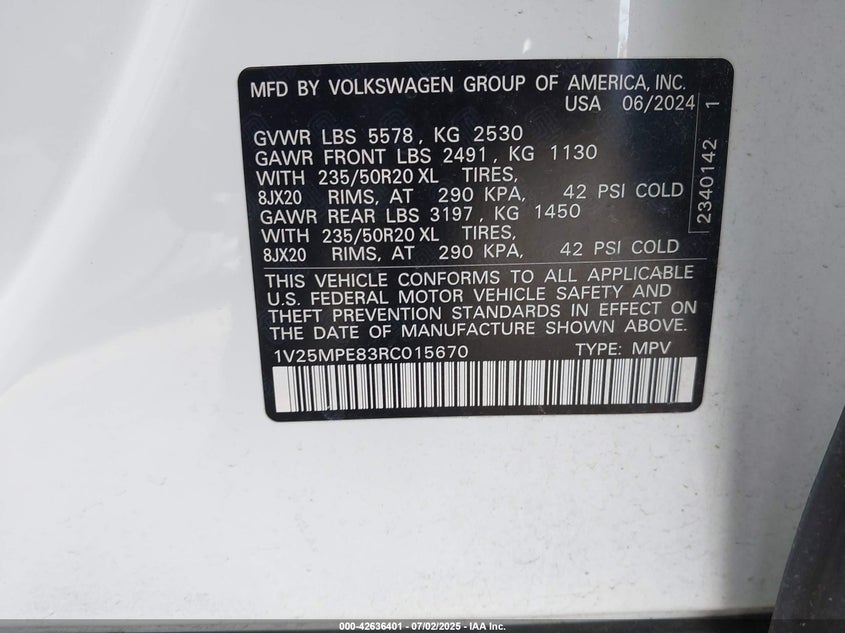 MFD BY VOLKSWAGEN GROUP OF AMERICA, INC.
USA 06/2024 1
GVWR LBS 5578, KG 2530
GAWR FRONT LBS 2491, KG 1130
WITH 235/50R20 XL TIRES,
8JX20 RIMS, AT 290 KPA, 42 PSI COLD
GAWR REAR LBS 3197, KG 1450
WITH 235/50R20 XL TIRES,
8JX20 RIMS, AT 290 KPA, 42 PSI COLD
2340142
THIS VEHICLE CONFORMS TO ALL APPLICABLE
U.S. FEDERAL MOTOR VEHICLE SAFETY AND
THEFT PREVENTION STANDARDS IN EFFECT ON
THE DATE OF MANUFACTURE SHOWN ABOVE.
1V25MPE83RC015670 TYPE: MPV
000-42636401 - 07/02/2025 - IAA Inc.